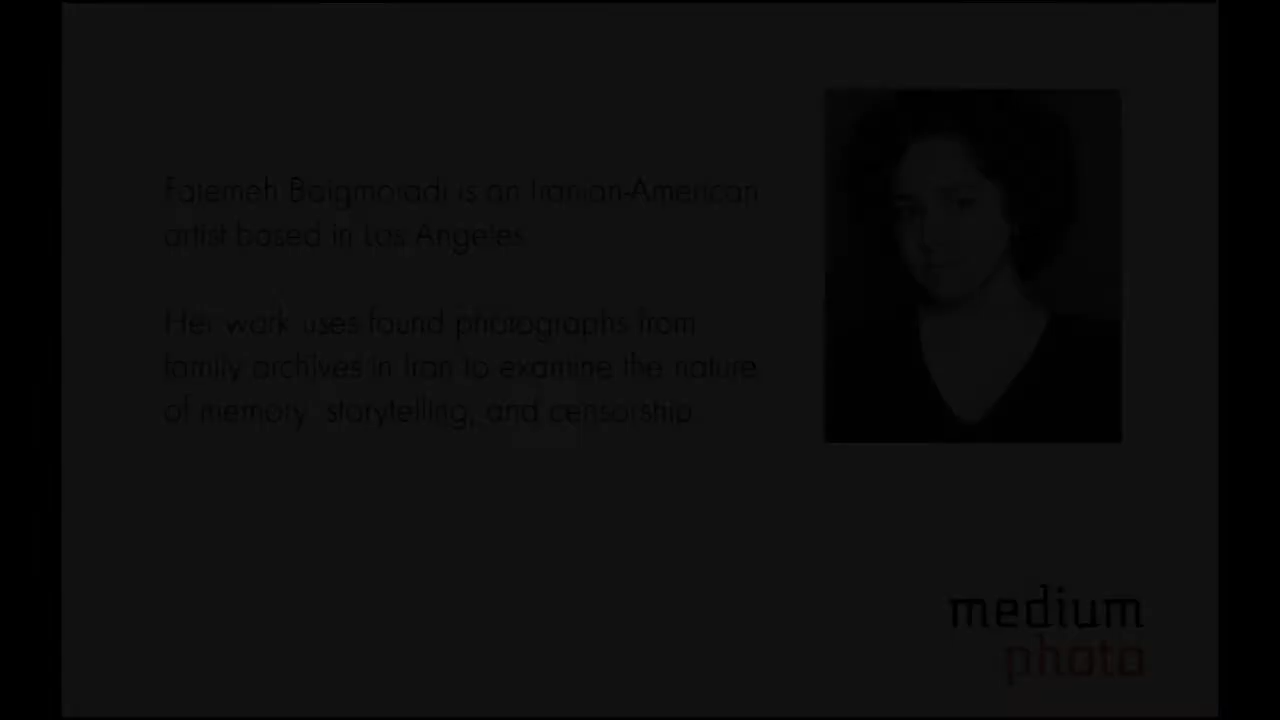 Fatemeh Baigmoradi is an Iranian-American
artist based in Los Angeles.
Her work uses found photographs from
family archives in Iran to examine the nature
of memory, storytelling, and censorship.
medium
photo